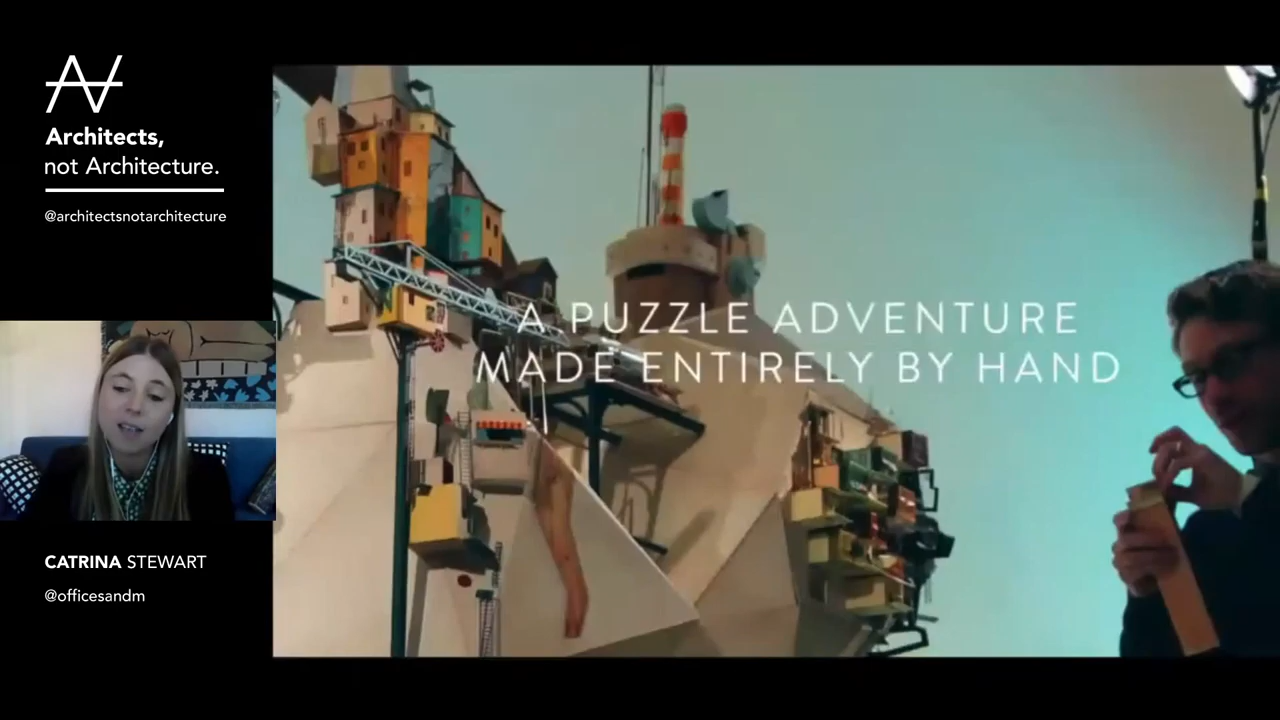 Architects,
not Architecture.
@architectsnotarchitecture
A PUZZLE ADVENTURE
MADE ENTIRELY BY HAND
CATRINA STEWART
@officesandm